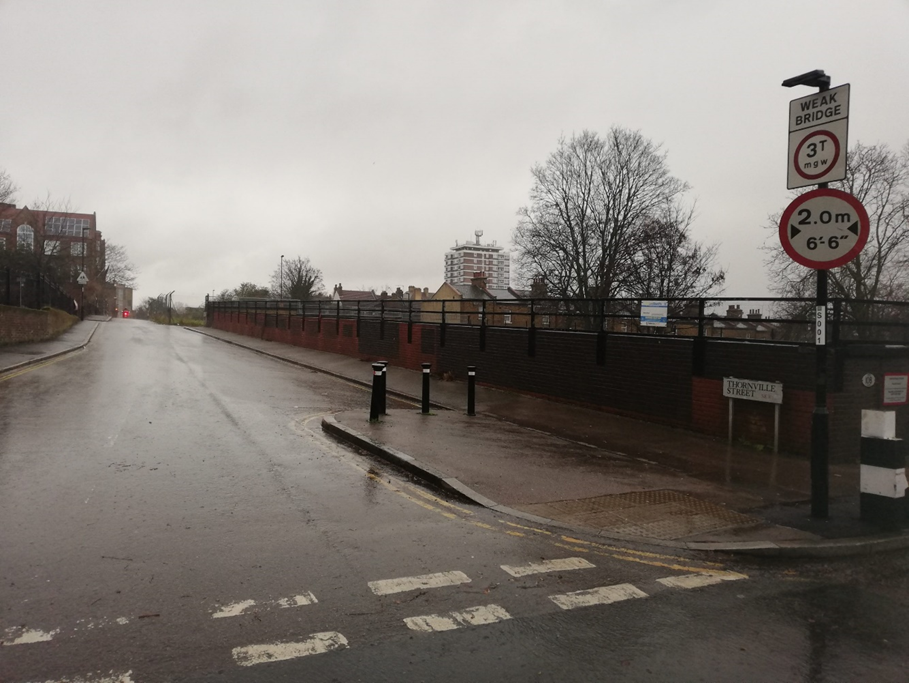 WEAK
BRIDGE
3T
mgw
2.0m
6'-6"
THORNVILLE
STREET